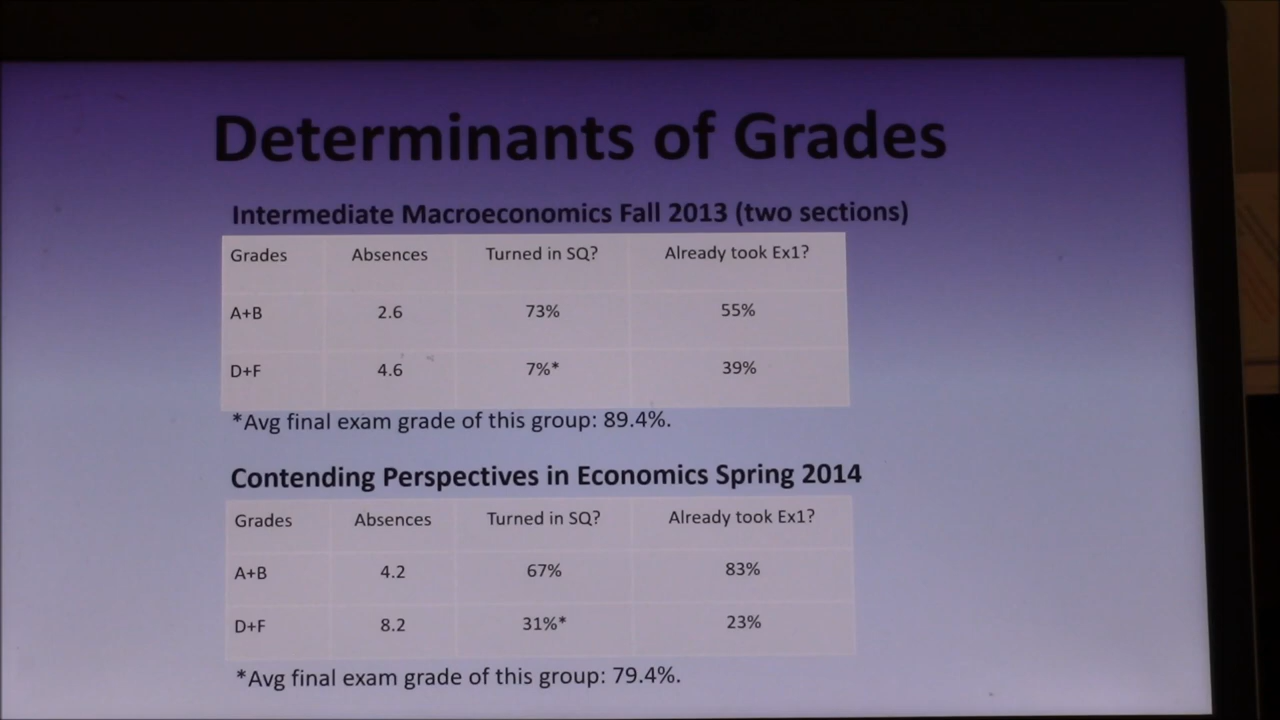 Determinants of Grades
Intermediate Macroeconomics Fall 2013 (two sections)
Grades Absences Turned in SQ? Already took Ex1?
A+B 2.6 73% 55%
D+F 4.6 7%* 39%
*Avg final exam grade of this group: 89.4%.
Contending Perspectives in Economics Spring 2014
Grades Absences Turned in SQ? Already took Ex1?
A+B 4.2 67% 83%
D+F 8.2 31%* 23%
*Avg final exam grade of this group: 79.4%.